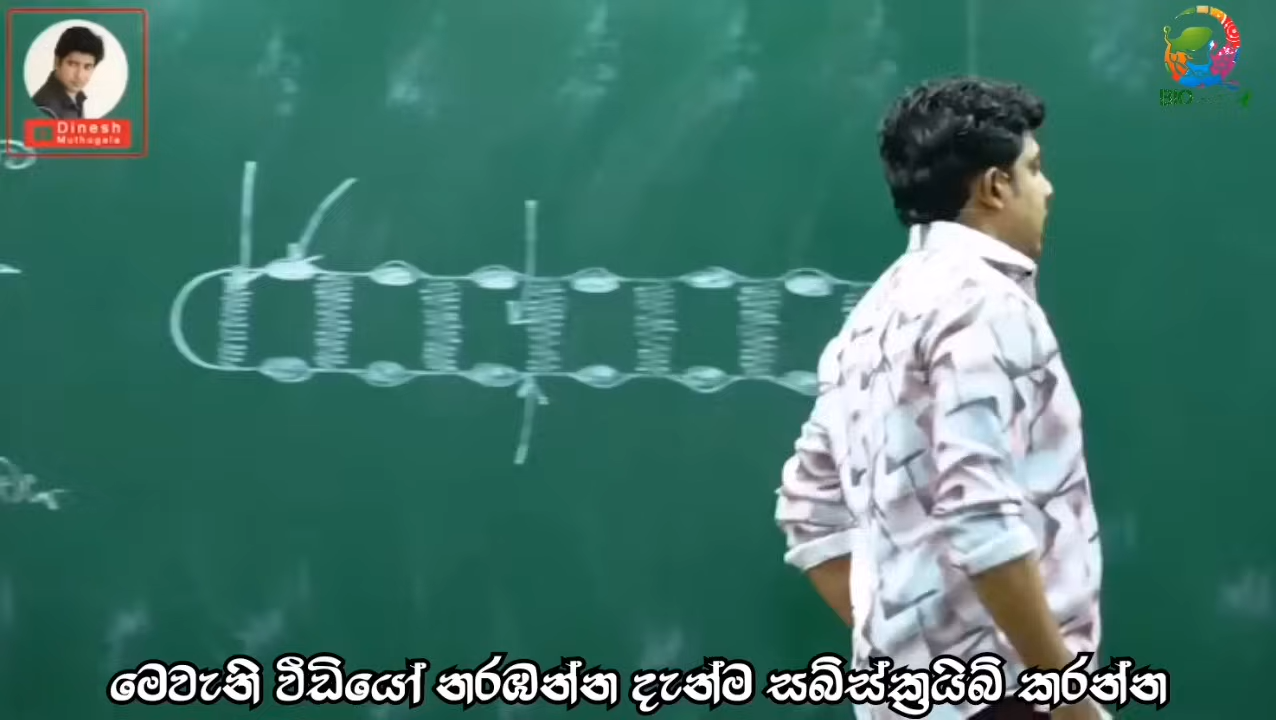 Dinesh
Muthugala
මෙවැනි වීඩියෝ නරඹන්න දැන්ම සබ්ස්ක්‍රයිබ් කරන්න